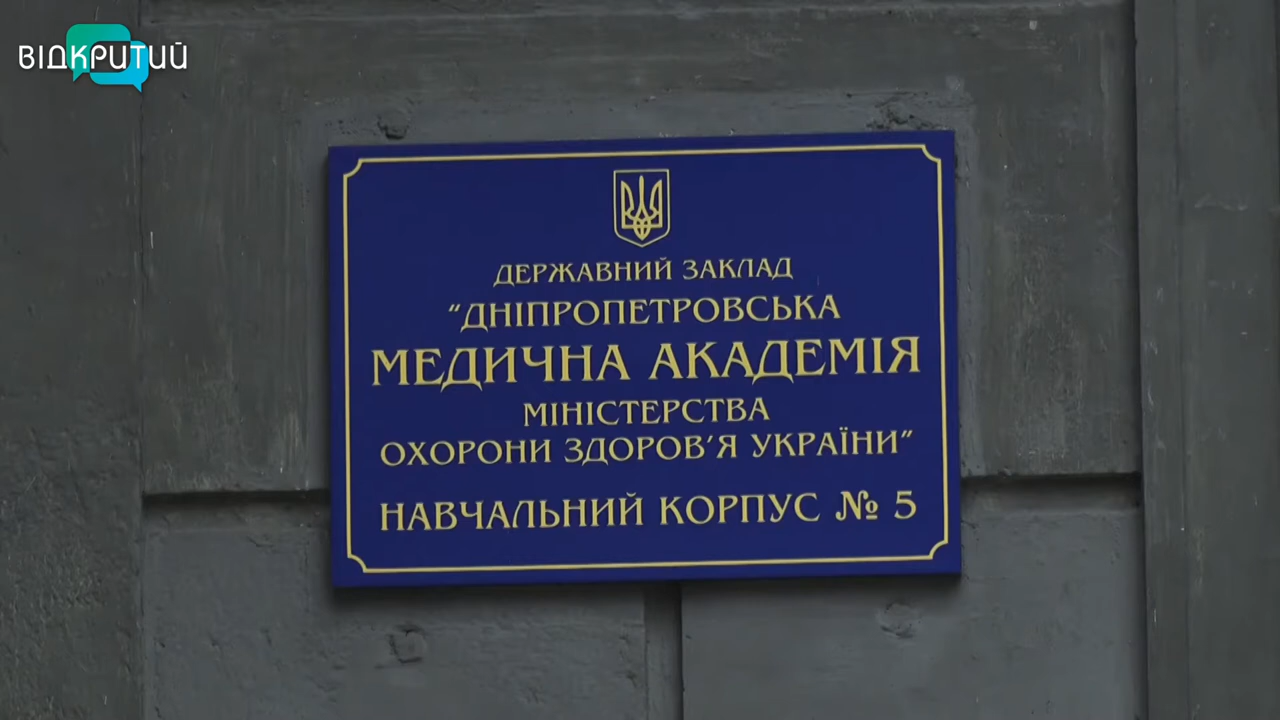 ВІДКРИТИЙ
ДЕРЖАВНИЙ ЗАКЛАД
“ДНІПРОПЕТРОВСЬКА
МЕДИЧНА АКАДЕМІЯ
МІНІСТЕРСТВА
ОХОРОНИ ЗДОРОВ’Я УКРАЇНИ”
НАВЧАЛЬНИЙ КОРПУС № 5